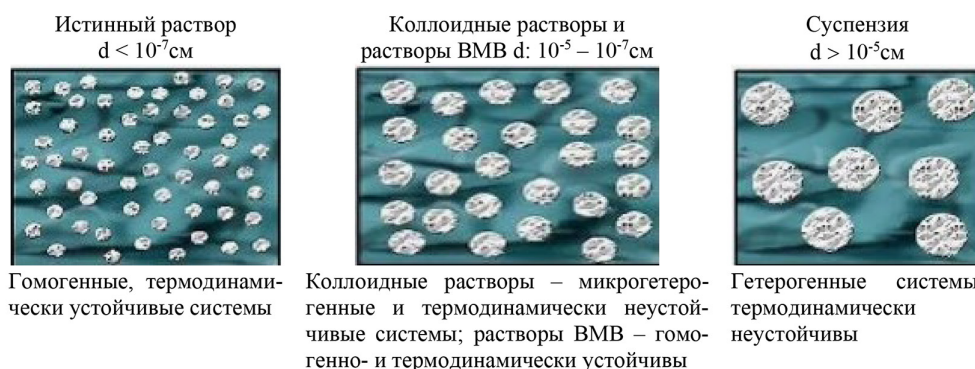 Истинный раствор
d < 10⁻⁷см
Коллоидные растворы и
растворы ВМВ d: 10⁻⁵ – 10⁻⁷см
Суспензия
d > 10⁻⁵см
Гомогенные, термодинами-
чески устойчивые системы
Коллоидные растворы – микрогетеро-
генные и термодинамически неустой-
чивые системы; растворы ВМВ – гомо-
генно- и термодинамически устойчивы
Гетерогенные системы
термодинамически
неустойчивы